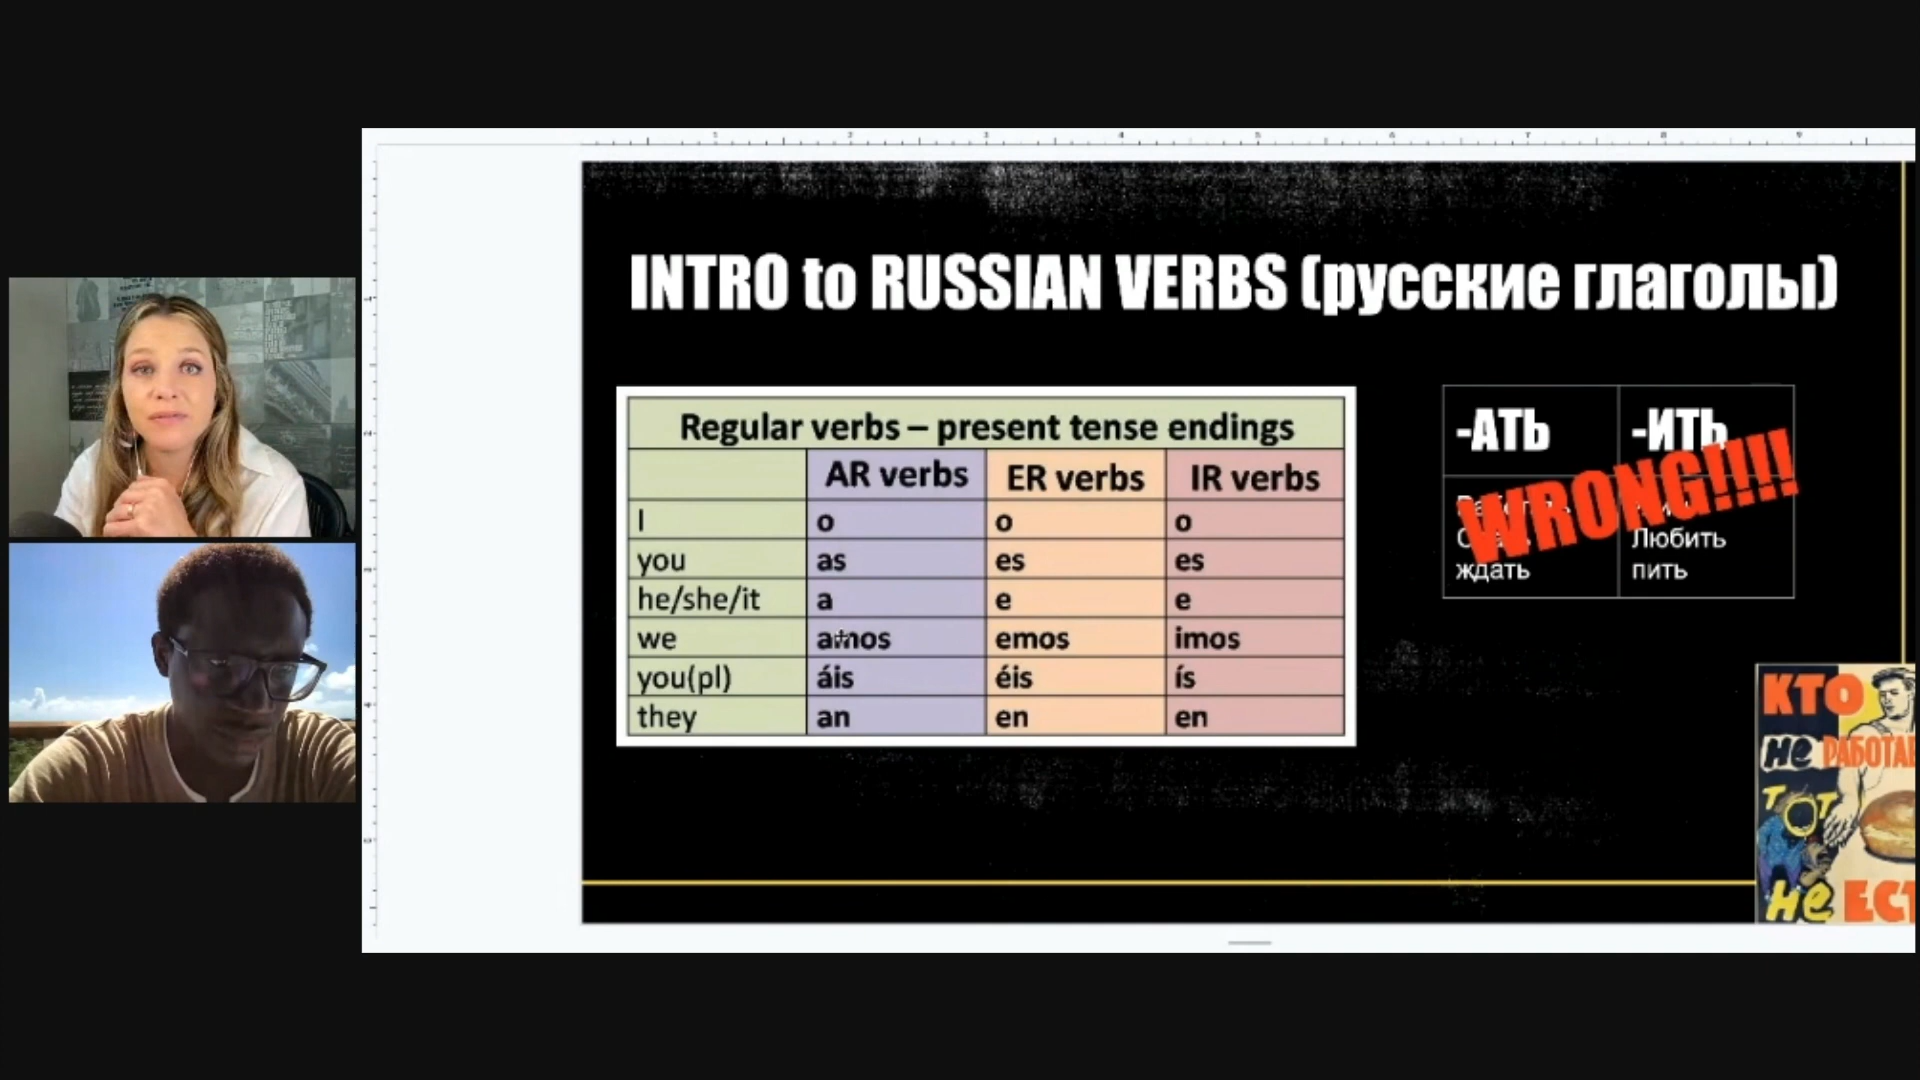 INTRO to RUSSIAN VERBS (русские глаголы)
Regular verbs – present tense endings
AR verbs ER verbs IR verbs
I o o o
you as es es
he/she/it a e e
we amos emos imos
you(pl) áis éis ís
they an en en
-АТЬ -ИТЬ
WRONG!!!!
Любить
ждать пить
КТО
не РАБОТАЕ
ТОТ
не ЕСТ